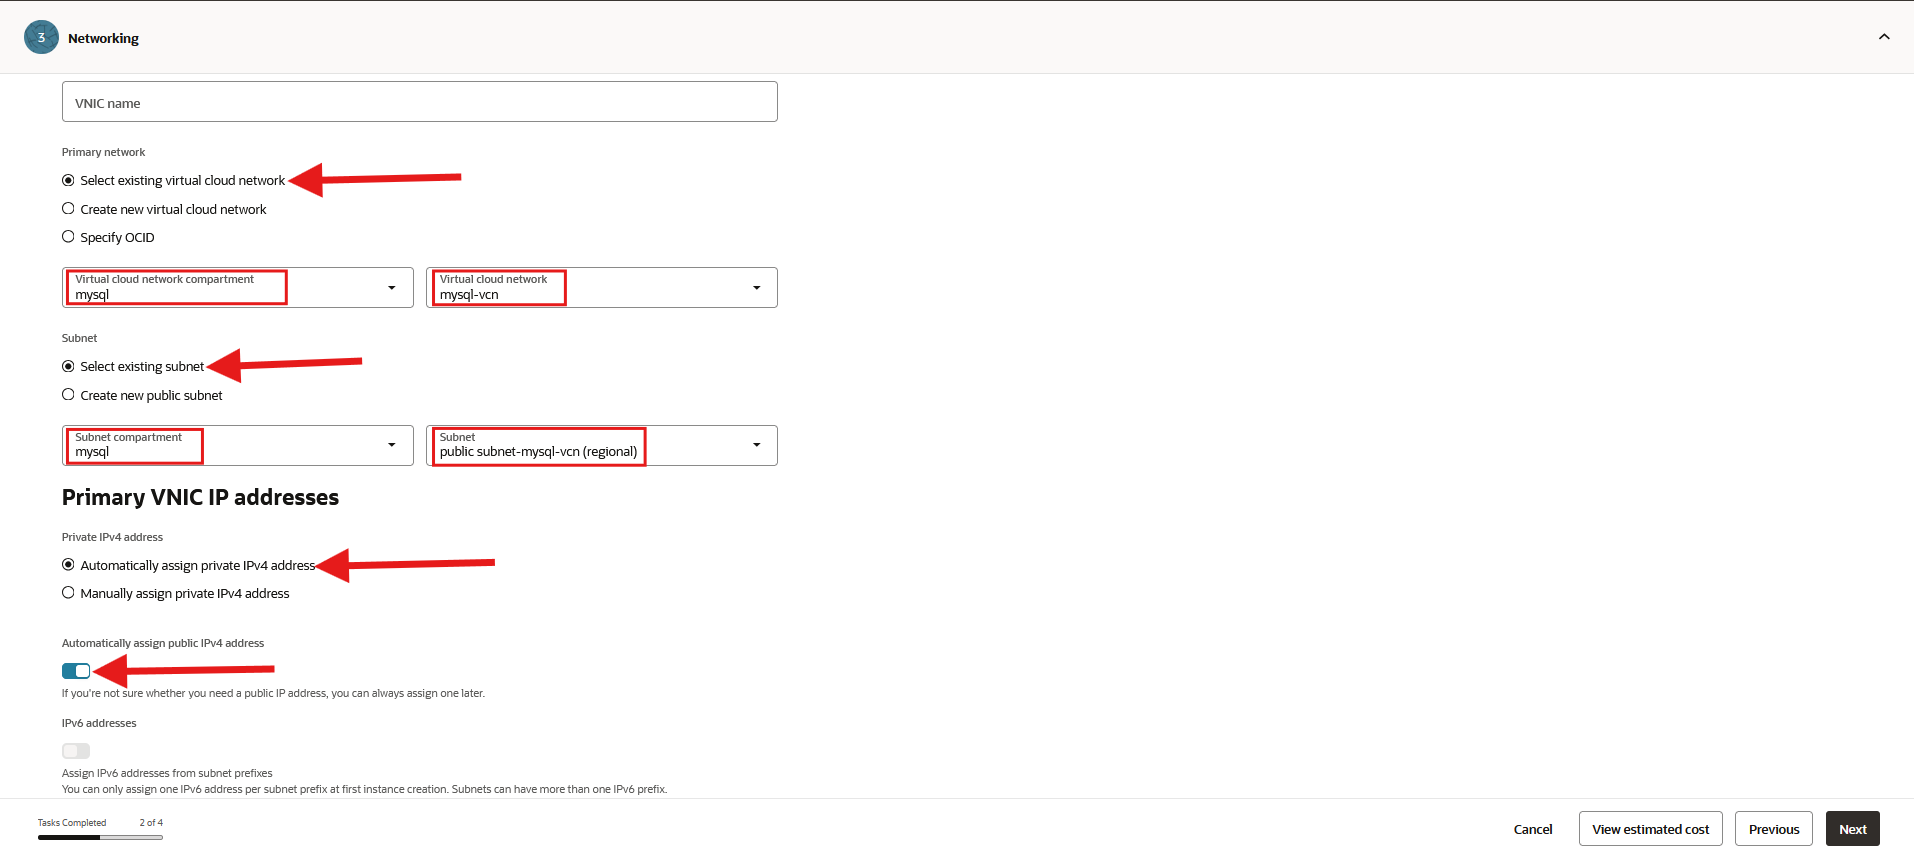 3 Networking
VNIC name
Primary network
Select existing virtual cloud network
Create new virtual cloud network
Specify OCID
Virtual cloud network compartment
mysql
Virtual cloud network
mysql-vcn
Subnet
Select existing subnet
Create new public subnet
Subnet compartment
mysql
Subnet
public subnet-mysql-vcn (regional)
Primary VNIC IP addresses
Private IPv4 address
Automatically assign private IPv4 address
Manually assign private IPv4 address
Automatically assign public IPv4 address
If you're not sure whether you need a public IP address, you can always assign one later.
IPv6 addresses
Assign IPv6 addresses from subnet prefixes
You can only assign one IPv6 address per subnet prefix at first instance creation. Subnets can have more than one IPv6 prefix.
Tasks Completed 2 of 4
Cancel View estimated cost Previous Next